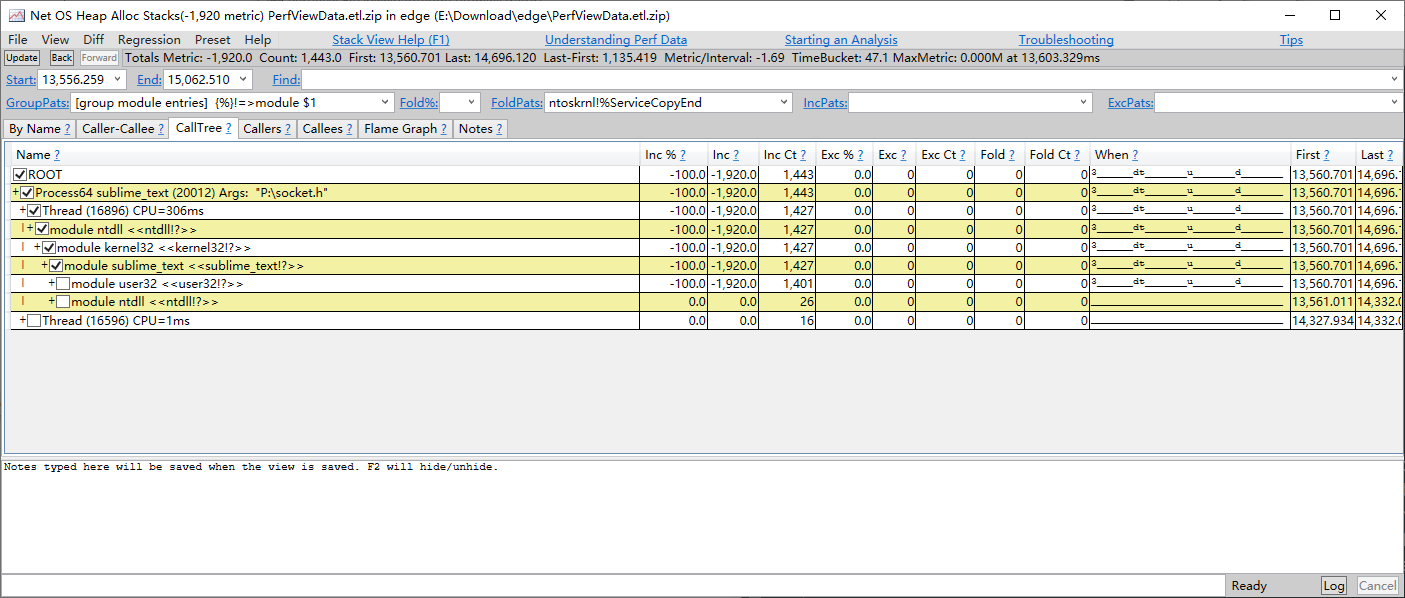 Net OS Heap Alloc Stacks(-1,920 metric) PerfViewData.etl.zip in edge (E:\Download\edge\PerfViewData.etl.zip)
File View Diff Regression Preset Help Stack View Help (F1) Understanding Perf Data Starting an Analysis Troubleshooting Tips
Update Back Forward Totals Metric: -1,920.0 Count: 1,443.0 First: 13,560.701 Last: 14,696.120 Last-First: 1,135.419 Metric/Interval: -1.69 TimeBucket: 47.1 MaxMetric: 0.000M at 13,603.329ms
Start: 13,556.259 End: 15,062.510 Find:
GroupPats: [group module entries] {%}!=>module $1 Fold%: FoldPats: ntoskrnl!%ServiceCopyEnd IncPats: ExcPats:
By Name ? Caller-Callee ? CallTree ? Callers ? Callees ? Flame Graph ? Notes ?
Name ? Inc % ? Inc ? Inc Ct ? Exc % ? Exc ? Exc Ct ? Fold ? Fold Ct ? When ? First ? Last ?
ROOT -100.0 -1,920.0 1,443 0.0 0 0 0 0 3_____dt______u______d______ 13,560.701 14,696.
+ Process64 sublime_text (20012) Args: "P:\socket.h" -100.0 -1,920.0 1,443 0.0 0 0 0 0 3_____dt______u______d______ 13,560.701 14,696.
+ Thread (16896) CPU=306ms -100.0 -1,920.0 1,427 0.0 0 0 0 0 3_____dt______u______d______ 13,560.701 14,696.
|+ module ntdll <<ntdll!?>> -100.0 -1,920.0 1,427 0.0 0 0 0 0 3_____dt______u______d______ 13,560.701 14,696.
| + module kernel32 <<kernel32!?>> -100.0 -1,920.0 1,427 0.0 0 0 0 0 3_____dt______u______d______ 13,560.701 14,696.
| + module sublime_text <<sublime_text!?>> -100.0 -1,920.0 1,427 0.0 0 0 0 0 3_____dt______u______d______ 13,560.701 14,696.
| + module user32 <<user32!?>> -100.0 -1,920.0 1,401 0.0 0 0 0 0 3_____dt______u______d______ 13,560.701 14,696.
| + module ntdll <<ntdll!?>> 0.0 0.0 26 0.0 0 0 0 0 ____________________________ 13,561.011 14,332.0
+ Thread (16596) CPU=1ms 0.0 0.0 16 0.0 0 0 0 0 ____________________________ 14,327.934 14,332.0
Notes typed here will be saved when the view is saved. F2 will hide/unhide.
Ready Log Cancel